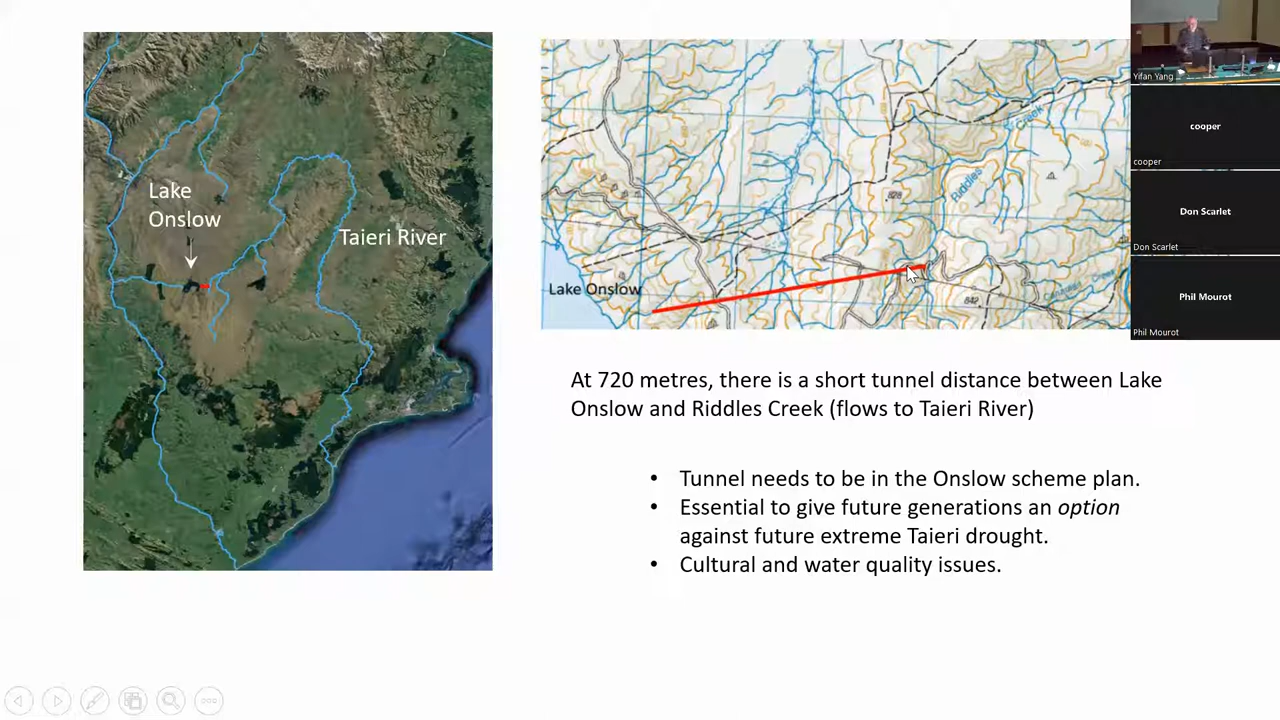 Lake
Onslow
Taieri River
Creek
Riddles
828
Lake Onslow
842
Yifan Yang
cooper
cooper
Don Scarlet
Don Scarlet
Phil Mourot
Phil Mourot
At 720 metres, there is a short tunnel distance between Lake
Onslow and Riddles Creek (flows to Taieri River)
• Tunnel needs to be in the Onslow scheme plan.
• Essential to give future generations an option
against future extreme Taieri drought.
• Cultural and water quality issues.